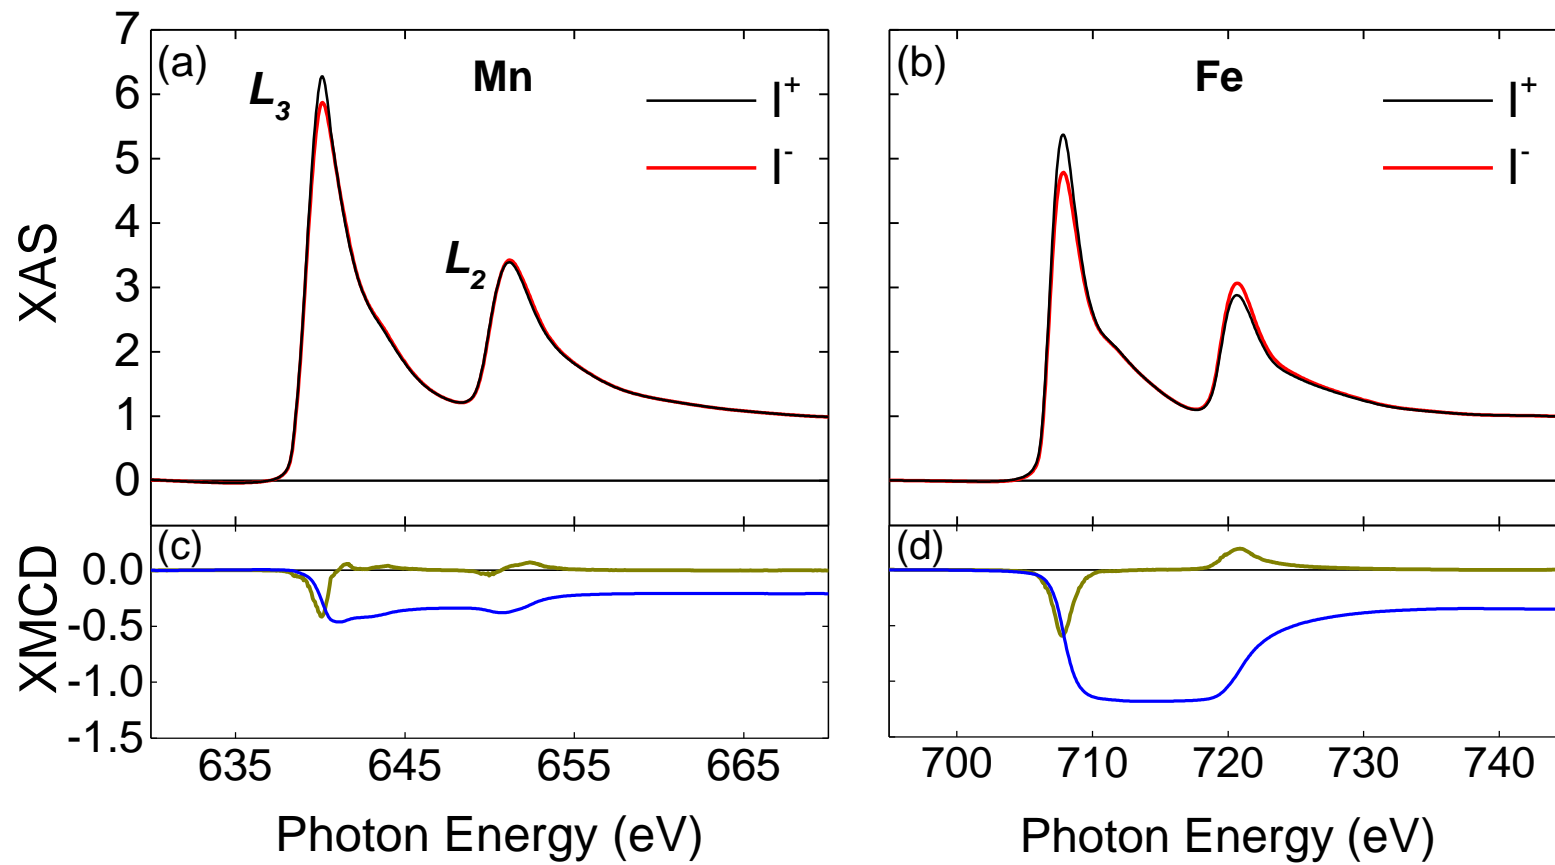 (a)
Mn
L3
L2
I+
I-
XAS
7
6
5
4
3
2
1
0
(b)
Fe
I+
I-
(c)
XMCD
0.0
-0.5
-1.0
-1.5
635 645 655 665
Photon Energy (eV)
(d)
700 710 720 730 740
Photon Energy (eV)